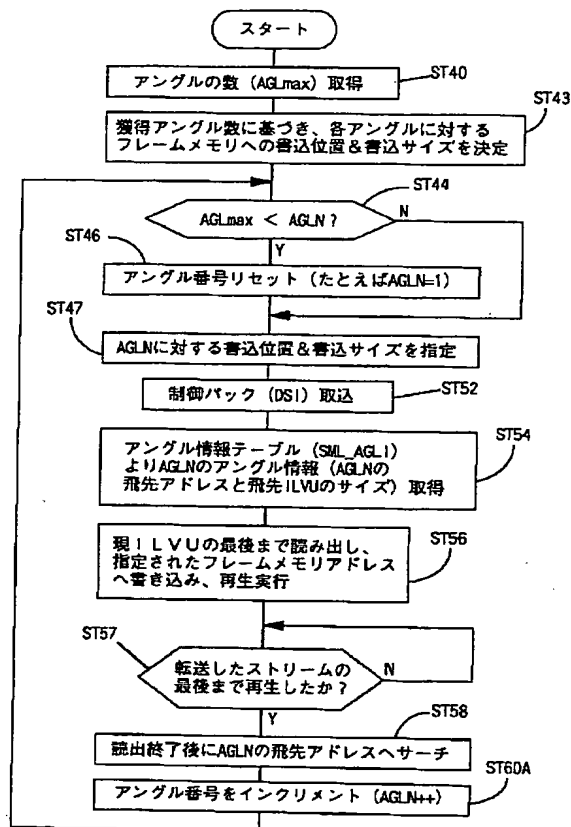 スタート
アングルの数（AGLmax）取得
ST40
ST43
獲得アングル数に基づき、各アングルに対する
フレームメモリへの書込位置＆書込サイズを決定
ST44
AGLmax ＜ AGLN？
N
Y
ST46
アングル番号リセット（たとえばAGLN=1）
ST47
AGLNに対する書込位置＆書込サイズを指定
制御パック（DSI）取込
ST52
ST54
アングル情報テーブル（SML_AGLI）
よりAGLNのアングル情報（AGLNの
飛先アドレスと飛先ILVUのサイズ）取得
現ILVUの最後まで読み出し、
指定されたフレームメモリアドレス
へ書き込み、再生実行
ST56
ST57
転送したストリームの
最後まで再生したか？
N
Y
ST58
読出終了後にAGLNの飛先アドレスへサーチ
ST60A
アングル番号をインクリメント（AGLN++）